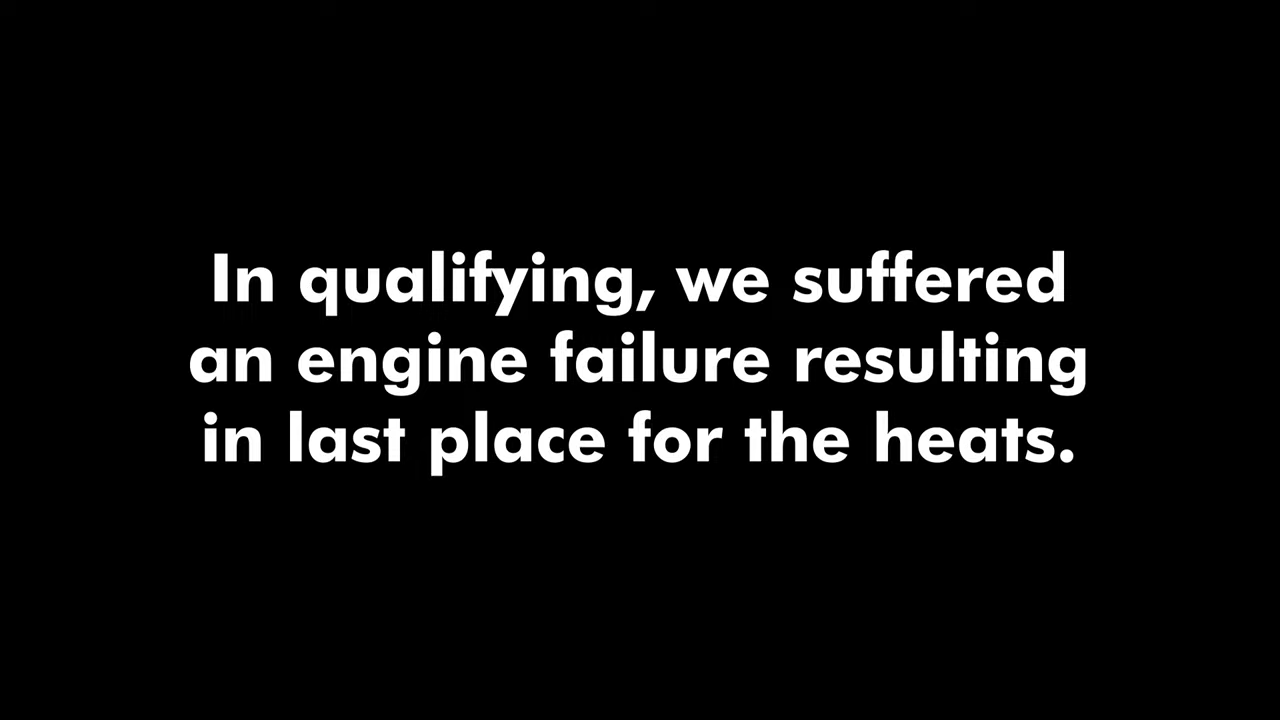 In qualifying, we suffered
an engine failure resulting
in last place for the heats.